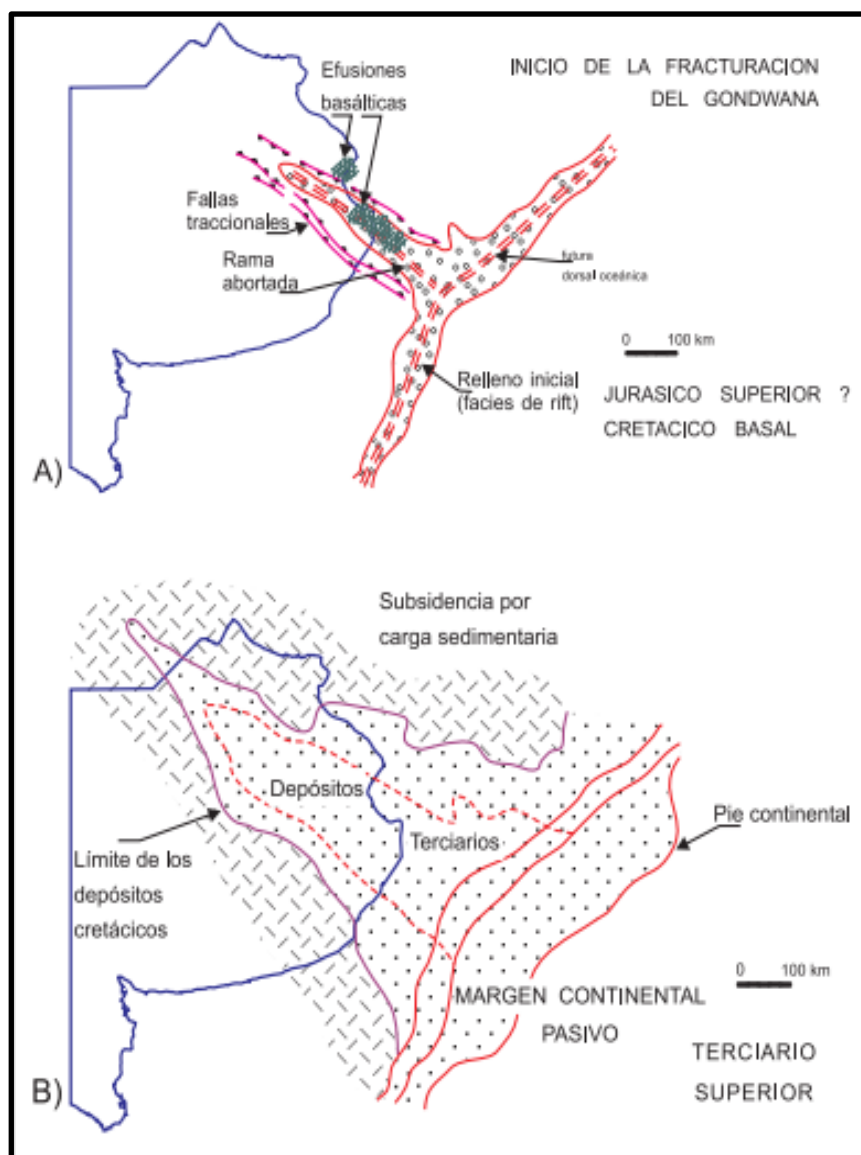 INICIO DE LA FRACTURACION
DEL GONDWANA
Efusiones
basálticas
Fallas
traccionales
Rama
abortada
futura
dorsal oceánica
0 100 km
Relleno inicial
(facies de rift)
JURASICO SUPERIOR ?
CRETACICO BASAL
A)
Subsidencia por
carga sedimentaria
Depósitos
Terciarios
Pie continental
Límite de los
depósitos
cretácicos
0 100 km
MARGEN CONTINENTAL
PASIVO
TERCIARIO
SUPERIOR
B)